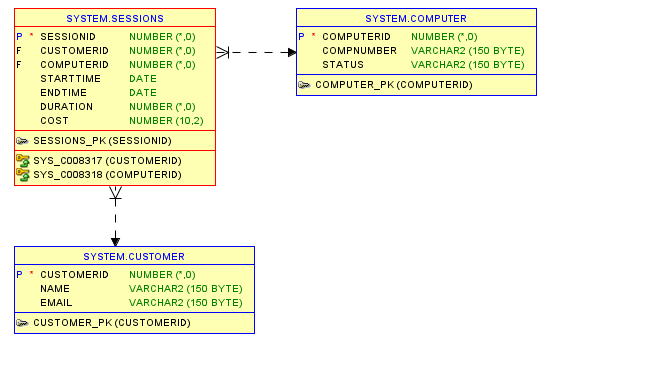 SYSTEM.SESSIONS
P * SESSIONID NUMBER (*,0)
F CUSTOMERID NUMBER (*,0)
F COMPUTERID NUMBER (*,0)
STARTTIME DATE
ENDTIME DATE
DURATION NUMBER (*,0)
COST NUMBER (10,2)
SESSIONS_PK (SESSIONID)
SYS_C008317 (CUSTOMERID)
SYS_C008318 (COMPUTERID)
SYSTEM.COMPUTER
P * COMPUTERID NUMBER (*,0)
COMPNUMBER VARCHAR2 (150 BYTE)
STATUS VARCHAR2 (150 BYTE)
COMPUTER_PK (COMPUTERID)
SYSTEM.CUSTOMER
P * CUSTOMERID NUMBER (*,0)
NAME VARCHAR2 (150 BYTE)
EMAIL VARCHAR2 (150 BYTE)
CUSTOMER_PK (CUSTOMERID)